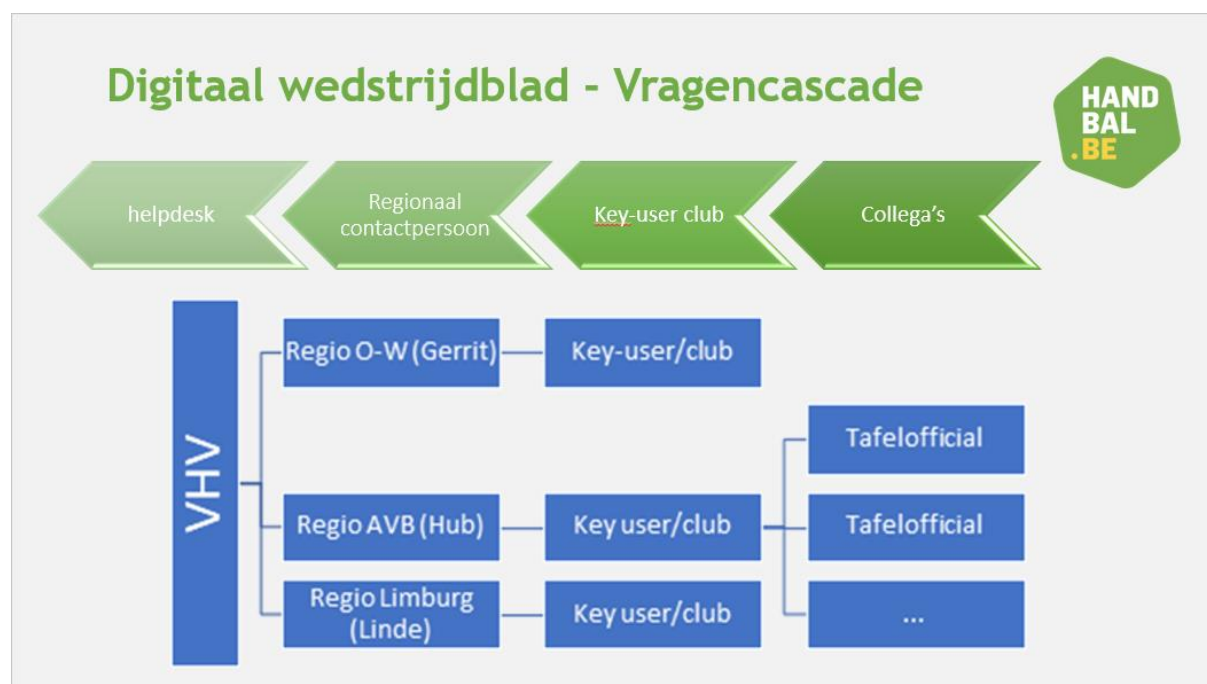 Digitaal wedstrijdblad - Vragencascade
HAND
BAL
.BE
helpdesk
Regionaal
contactpersoon
Key-user club
Collega's
VHV
Regio O-W (Gerrit)
Key-user/club
Tafelofficial
Regio AVB (Hub)
Key user/club
Tafelofficial
Regio Limburg
(Linde)
Key user/club
...